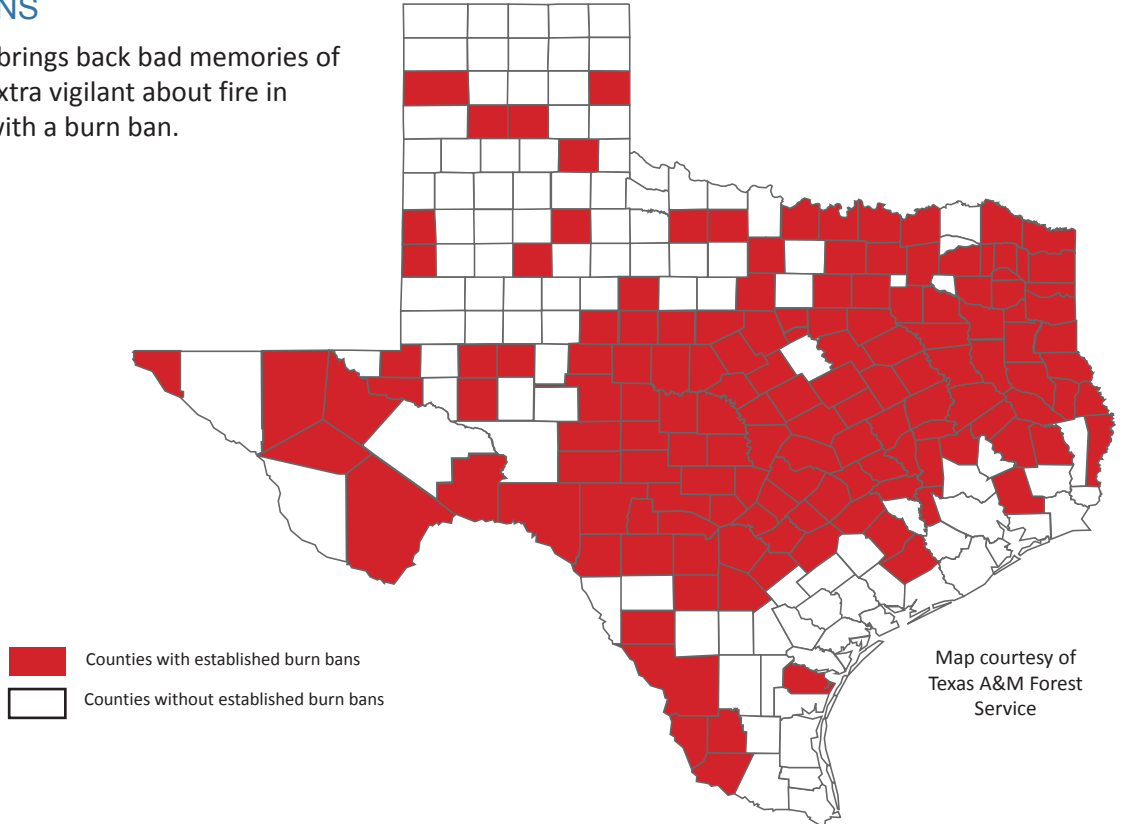 NS
brings back bad memories of
xtra vigilant about fire in
with a burn ban.
Counties with established burn bans
Counties without established burn bans
Map courtesy of
Texas A&M Forest
Service